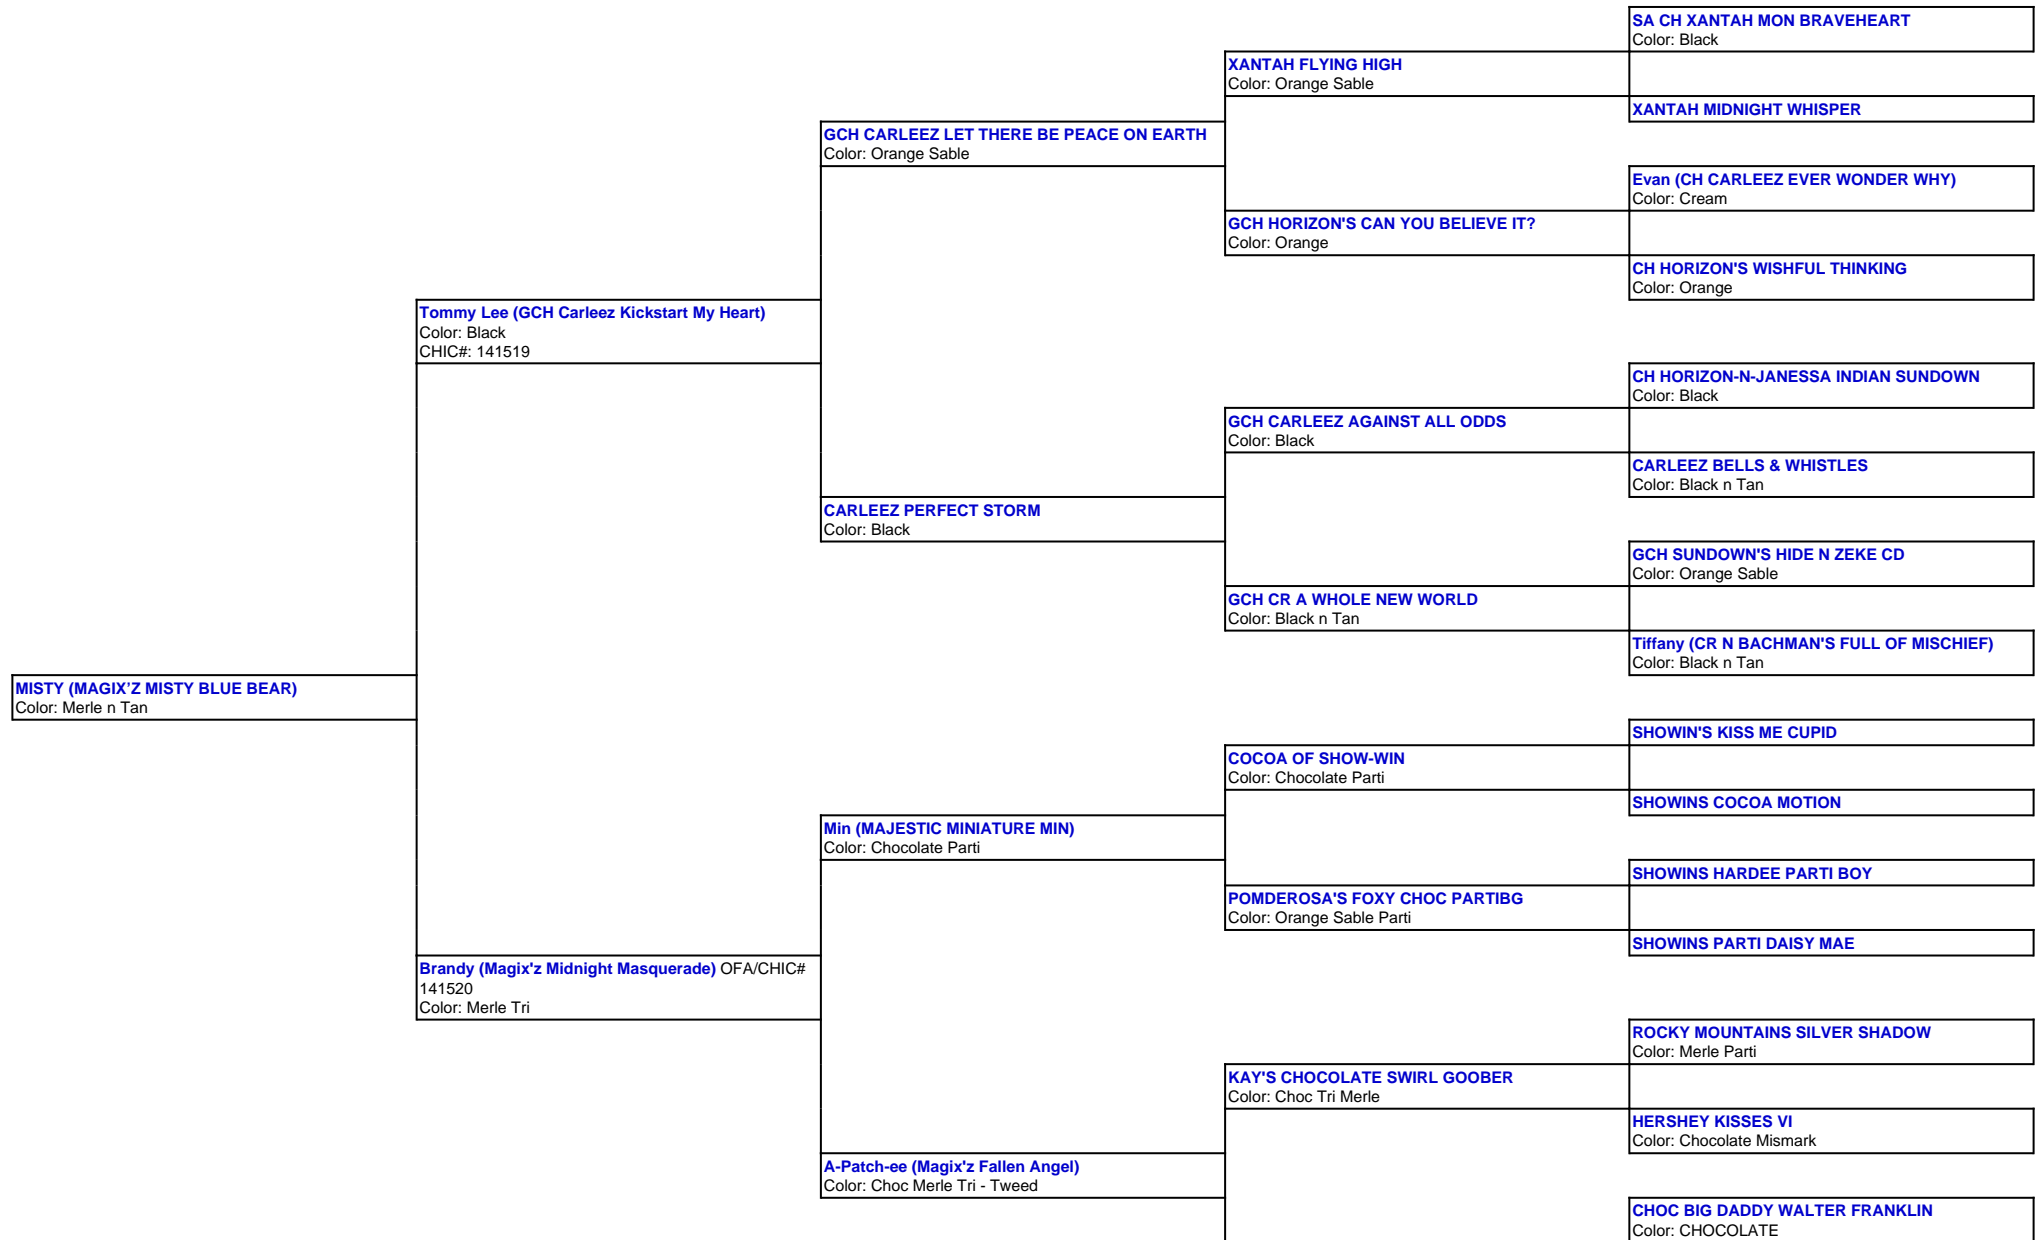 SA CH XANTAH MON BRAVEHEART
Color: Black
XANTAH FLYING HIGH
Color: Orange Sable
XANTAH MIDNIGHT WHISPER
GCH CARLEEZ LET THERE BE PEACE ON EARTH
Color: Orange Sable
Evan (CH CARLEEZ EVER WONDER WHY)
Color: Cream
GCH HORIZON'S CAN YOU BELIEVE IT?
Color: Orange
CH HORIZON'S WISHFUL THINKING
Color: Orange
Tommy Lee (GCH Carleez Kickstart My Heart)
Color: Black
CHIC#: 141519
CH HORIZON-N-JANESSA INDIAN SUNDOWN
Color: Black
GCH CARLEEZ AGAINST ALL ODDS
Color: Black
CARLEEZ BELLS & WHISTLES
Color: Black n Tan
CARLEEZ PERFECT STORM
Color: Black
GCH SUNDOWN'S HIDE N ZEKE CD
Color: Orange Sable
GCH CR A WHOLE NEW WORLD
Color: Black n Tan
Tiffany (CR N BACHMAN'S FULL OF MISCHIEF)
Color: Black n Tan
MISTY (MAGIX’Z MISTY BLUE BEAR)
Color: Merle n Tan
SHOWIN'S KISS ME CUPID
COCOA OF SHOW-WIN
Color: Chocolate Parti
SHOWINS COCOA MOTION
Min (MAJESTIC MINIATURE MIN)
Color: Chocolate Parti
SHOWINS HARDEE PARTI BOY
POMDEROSA'S FOXY CHOC PARTIBG
Color: Orange Sable Parti
SHOWINS PARTI DAISY MAE
Brandy (Magix'z Midnight Masquerade) OFA/CHIC#
141520
Color: Merle Tri
ROCKY MOUNTAINS SILVER SHADOW
Color: Merle Parti
KAY'S CHOCOLATE SWIRL GOOBER
Color: Choc Tri Merle
HERSHEY KISSES VI
Color: Chocolate Mismark
A-Patch-ee (Magix'z Fallen Angel)
Color: Choc Merle Tri - Tweed
CHOC BIG DADDY WALTER FRANKLIN
Color: CHOCOLATE